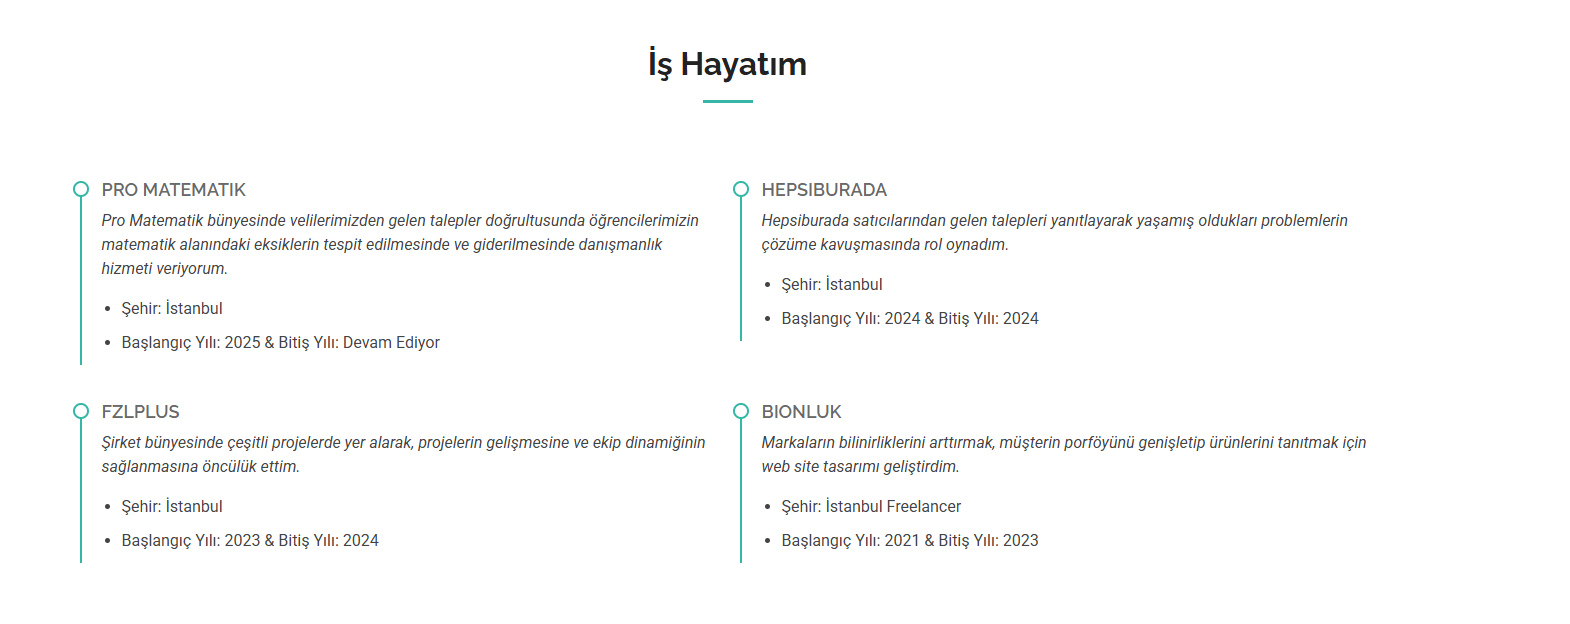 İş Hayatım
PRO MATEMATIK
Pro Matematik bünyesinde velilerimizden gelen talepler doğrultusunda öğrencilerimizin
matematik alanındaki eksiklerin tespit edilmesinde ve giderilmesinde danışmanlık
hizmeti veriyorum.
• Şehir: İstanbul
• Başlangıç Yılı: 2025 & Bitiş Yılı: Devam Ediyor
HEPSIBURADA
Hepsiburada satıcılarından gelen talepleri yanıtlayarak yaşamış oldukları problemlerin
çözüme kavuşmasında rol oynadım.
• Şehir: İstanbul
• Başlangıç Yılı: 2024 & Bitiş Yılı: 2024
FZLPLUS
Şirket bünyesinde çeşitli projelerde yer alarak, projelerin gelişmesine ve ekip dinamiğinin
sağlanmasına öncülük ettim.
• Şehir: İstanbul
• Başlangıç Yılı: 2023 & Bitiş Yılı: 2024
BIONLUK
Markaların bilinirliklerini arttırmak, müşterin porföyünü genişletip ürünlerini tanıtmak için
web site tasarımı geliştirdim.
• Şehir: İstanbul Freelancer
• Başlangıç Yılı: 2021 & Bitiş Yılı: 2023